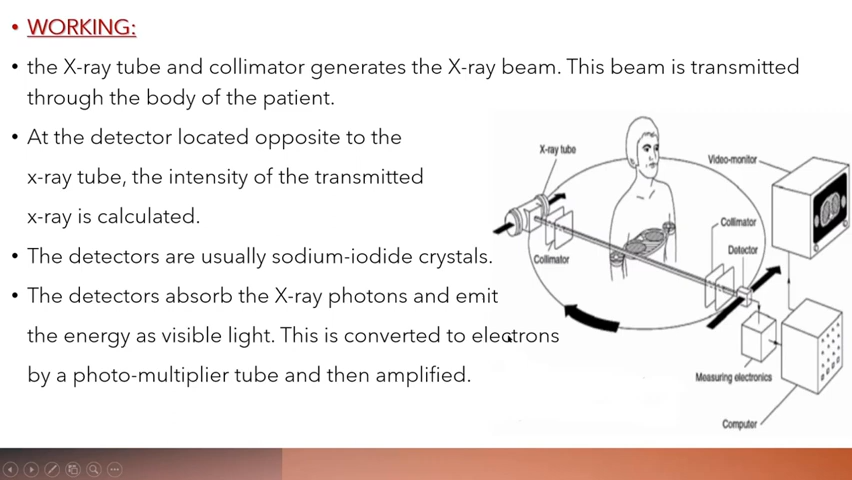 • WORKING:
• the X-ray tube and collimator generates the X-ray beam. This beam is transmitted
through the body of the patient.
• At the detector located opposite to the
x-ray tube, the intensity of the transmitted
x-ray is calculated.
• The detectors are usually sodium-iodide crystals.
• The detectors absorb the X-ray photons and emit
the energy as visible light. This is converted to electrons
by a photo-multiplier tube and then amplified.
X-ray tube
Video-monitor
Collimator
Detector
Collimator
Measuring electronics
Computer